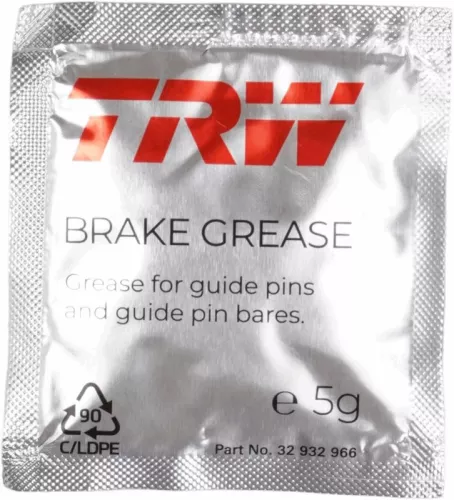 TRW
BRAKE GREASE
Grease for guide pins
and guide pin bares.
90
C/LDPE
e 5g
Part No. 32 932 966